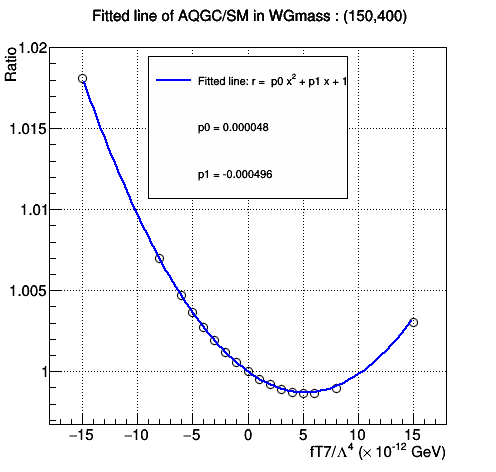 Fitted line of AQGC/SM in WGmass : (150,400)
Ratio
1.02
1.015
1.01
1.005
1
Fitted line: r = p0 x² + p1 x + 1
p0 = 0.000048
p1 = -0.000496
−15 −10 −5 0 5 10 15
fT7/Λ⁴ (× 10⁻¹² GeV)